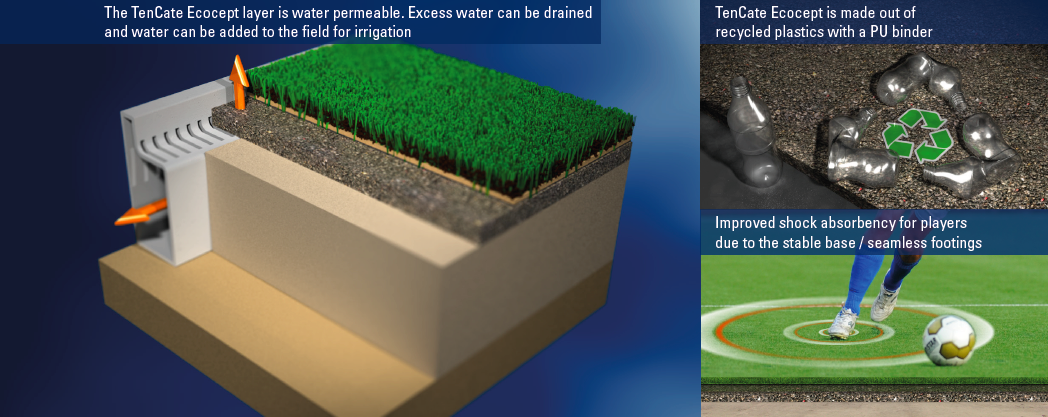 The TenCate Ecocept layer is water permeable. Excess water can be drained
and water can be added to the field for irrigation
TenCate Ecocept is made out of
recycled plastics with a PU binder
Improved shock absorbency for players
due to the stable base / seamless footings